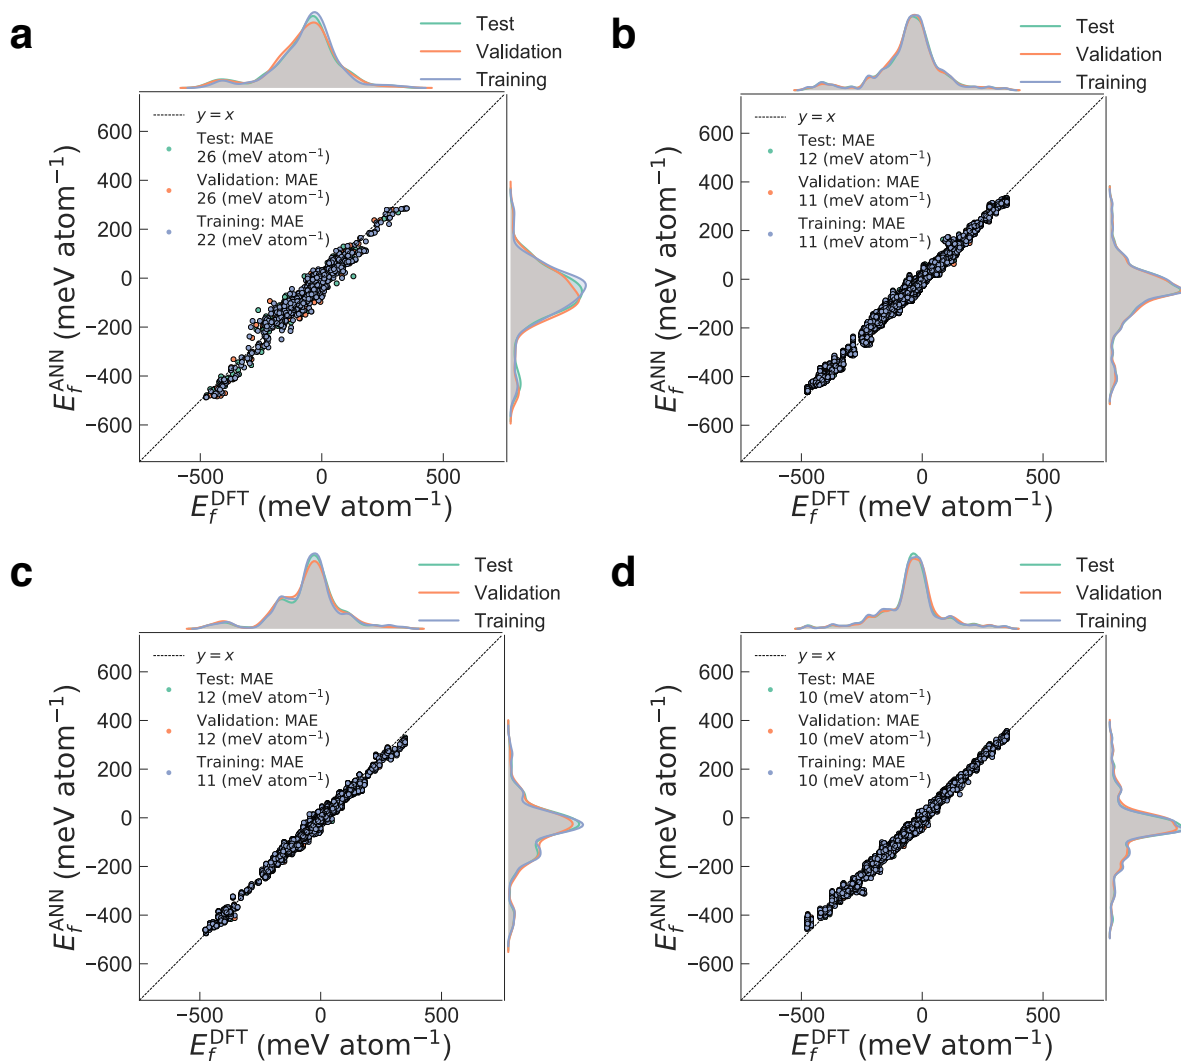 a
Test
Validation
Training
y = x
Test: MAE
26 (meV atom⁻¹)
Validation: MAE
26 (meV atom⁻¹)
Training: MAE
22 (meV atom⁻¹)
600
400
200
0
−200
−400
−600
E_f^ANN (meV atom⁻¹)
−500
0
500
E_f^DFT (meV atom⁻¹)
b
Test
Validation
Training
y = x
Test: MAE
12 (meV atom⁻¹)
Validation: MAE
11 (meV atom⁻¹)
Training: MAE
11 (meV atom⁻¹)
600
400
200
0
−200
−400
−600
E_f^ANN (meV atom⁻¹)
−500
0
500
E_f^DFT (meV atom⁻¹)
c
Test
Validation
Training
y = x
Test: MAE
12 (meV atom⁻¹)
Validation: MAE
12 (meV atom⁻¹)
Training: MAE
11 (meV atom⁻¹)
600
400
200
0
−200
−400
−600
E_f^ANN (meV atom⁻¹)
−500
0
500
E_f^DFT (meV atom⁻¹)
d
Test
Validation
Training
y = x
Test: MAE
10 (meV atom⁻¹)
Validation: MAE
10 (meV atom⁻¹)
Training: MAE
10 (meV atom⁻¹)
600
400
200
0
−200
−400
−600
E_f^ANN (meV atom⁻¹)
−500
0
500
E_f^DFT (meV atom⁻¹)